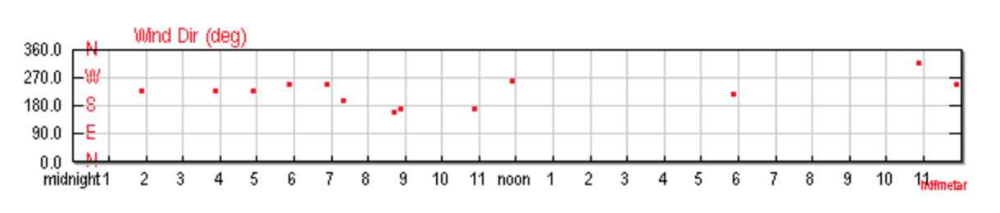 Wind Dir (deg)
360.0 N
270.0 W
180.0 S
90.0 E
0.0 N
midnight 1 2 3 4 5 6 7 8 9 10 11 noon 1 2 3 4 5 6 7 8 9 10 11